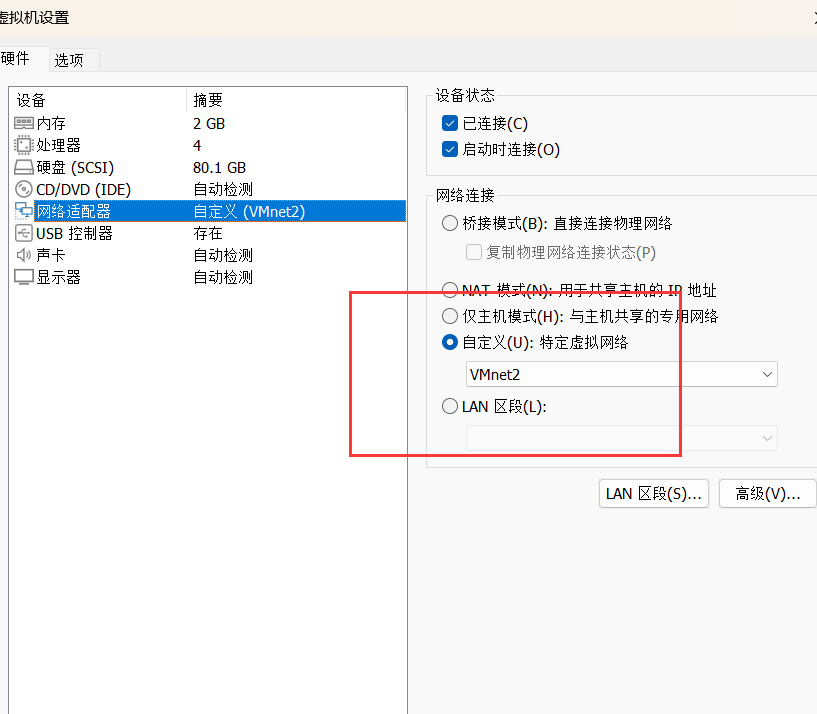 虚拟机设置
硬件 选项
设备 摘要
内存 2 GB
处理器 4
硬盘 (SCSI) 80.1 GB
CD/DVD (IDE) 自动检测
网络适配器 自定义 (VMnet2)
USB 控制器 存在
声卡 自动检测
显示器 自动检测
设备状态
已连接(C)
启动时连接(O)
网络连接
桥接模式(B): 直接连接物理网络
复制物理网络连接状态(P)
NAT 模式(N): 用于共享主机的 IP 地址
仅主机模式(H): 与主机共享的专用网络
自定义(U): 特定虚拟网络
VMnet2
LAN 区段(L):
LAN 区段(S)... 高级(V)...